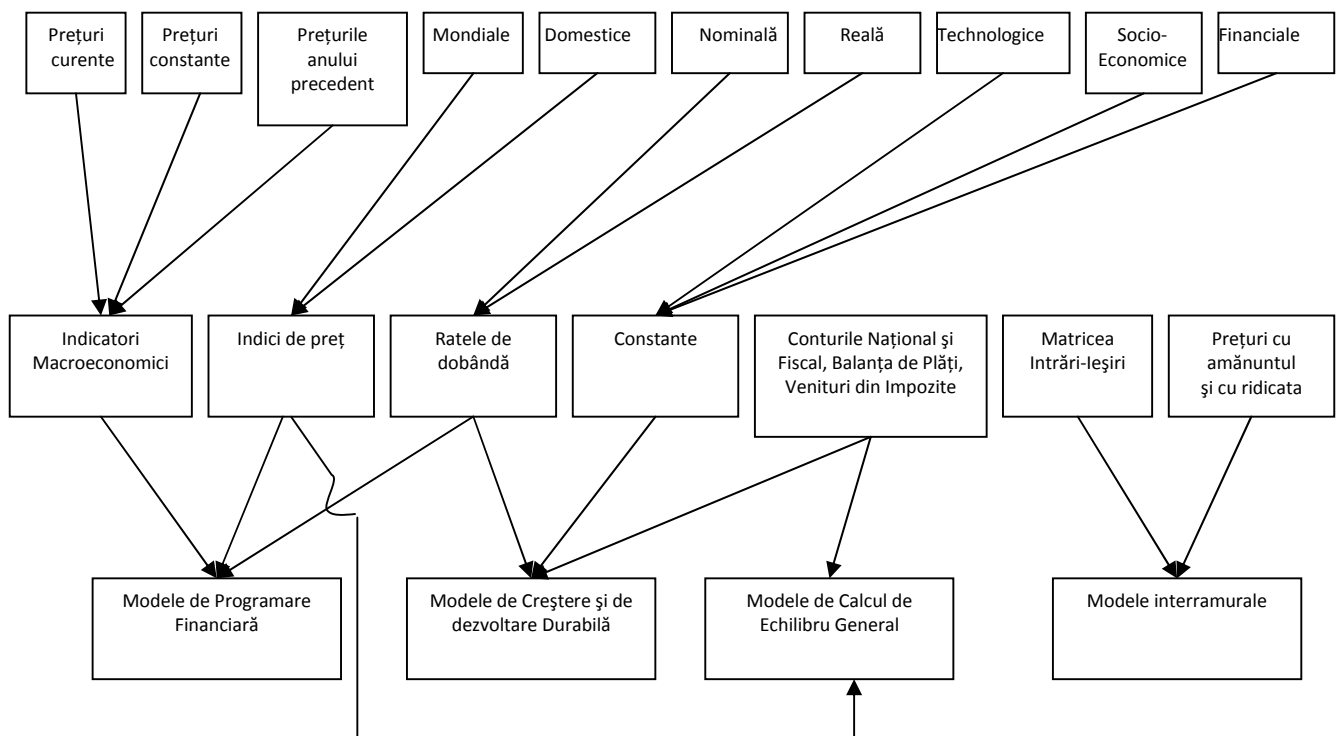 Prețuri
curente
Prețuri
constante
Prețurile
anului
precedent
Mondiale
Domestice
Nominală
Reală
Technologice
Socio-
Economice
Financiale
Indicatori
Macroeconomici
Indici de preț
Ratele de
dobândă
Constante
Conturile Național şi
Fiscal, Balanța de Plăți,
Venituri din Impozite
Matricea
Intrări-Ieşiri
Prețuri cu
amănuntul
şi cu ridicata
Modele de Programare
Financiară
Modele de Creştere şi de
dezvoltare Durabilă
Modele de Calcul de
Echilibru General
Modele interramurale